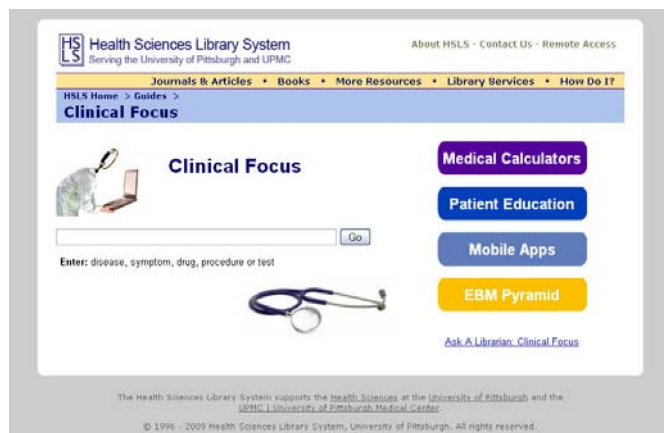 HS
LS
Health Sciences Library System
Serving the University of Pittsburgh and UPMC
About HSLS - Contact Us - Remote Access
Journals & Articles • Books • More Resources • Library Services • How Do I?
HSLS Home > Guides >
Clinical Focus
Clinical Focus
Go
Enter: disease, symptom, drug, procedure or test
Medical Calculators
Patient Education
Mobile Apps
EBM Pyramid
Ask A Librarian: Clinical Focus
The Health Sciences Library System supports the Health Sciences at the University of Pittsburgh and the
UPMC | University of Pittsburgh Medical Center.
© 1996 - 2009 Health Sciences Library System, University of Pittsburgh. All rights reserved.